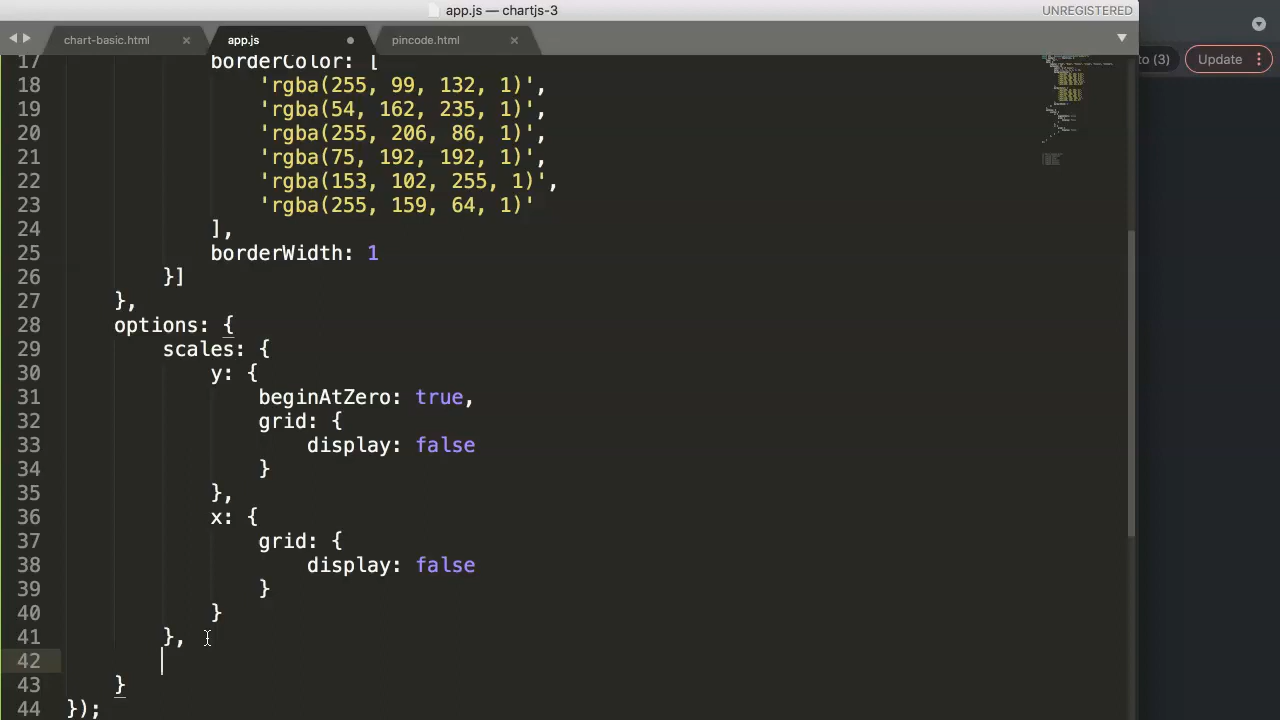 app.js — chartjs-3
UNREGISTERED
chart-basic.html × app.js pincode.html ×
to (3) Update
17 borderColor: [
18 'rgba(255, 99, 132, 1)',
19 'rgba(54, 162, 235, 1)',
20 'rgba(255, 206, 86, 1)',
21 'rgba(75, 192, 192, 1)',
22 'rgba(153, 102, 255, 1)',
23 'rgba(255, 159, 64, 1)'
24 ],
25 borderWidth: 1
26 }]
27 },
28 options: {
29 scales: {
30 y: {
31 beginAtZero: true,
32 grid: {
33 display: false
34 }
35 },
36 x: {
37 grid: {
38 display: false
39 }
40 }
41 },
42
43 }
44 });